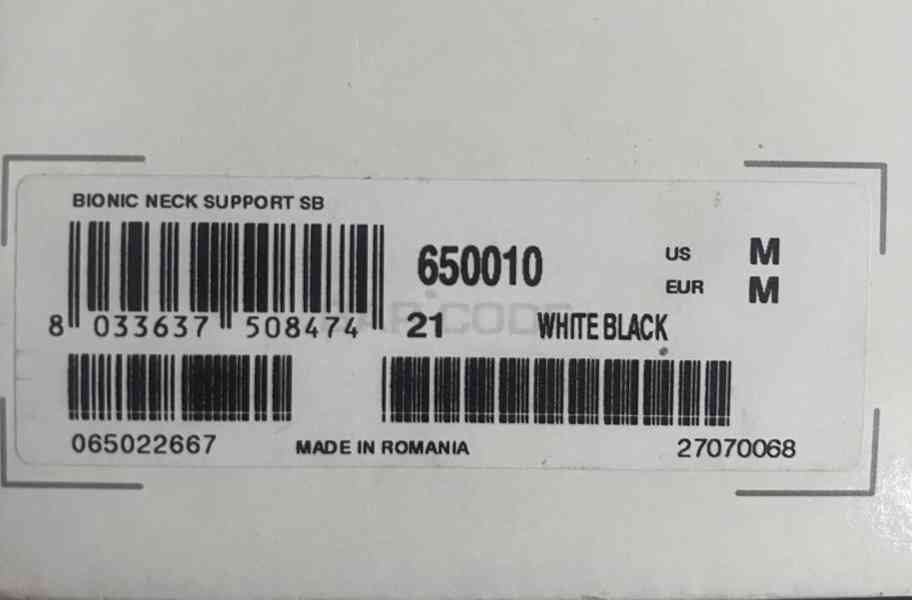 BIONIC NECK SUPPORT SB
650010
US M
EUR M
8 033637 508474
21 WHITE BLACK
065022667 MADE IN ROMANIA 27070068